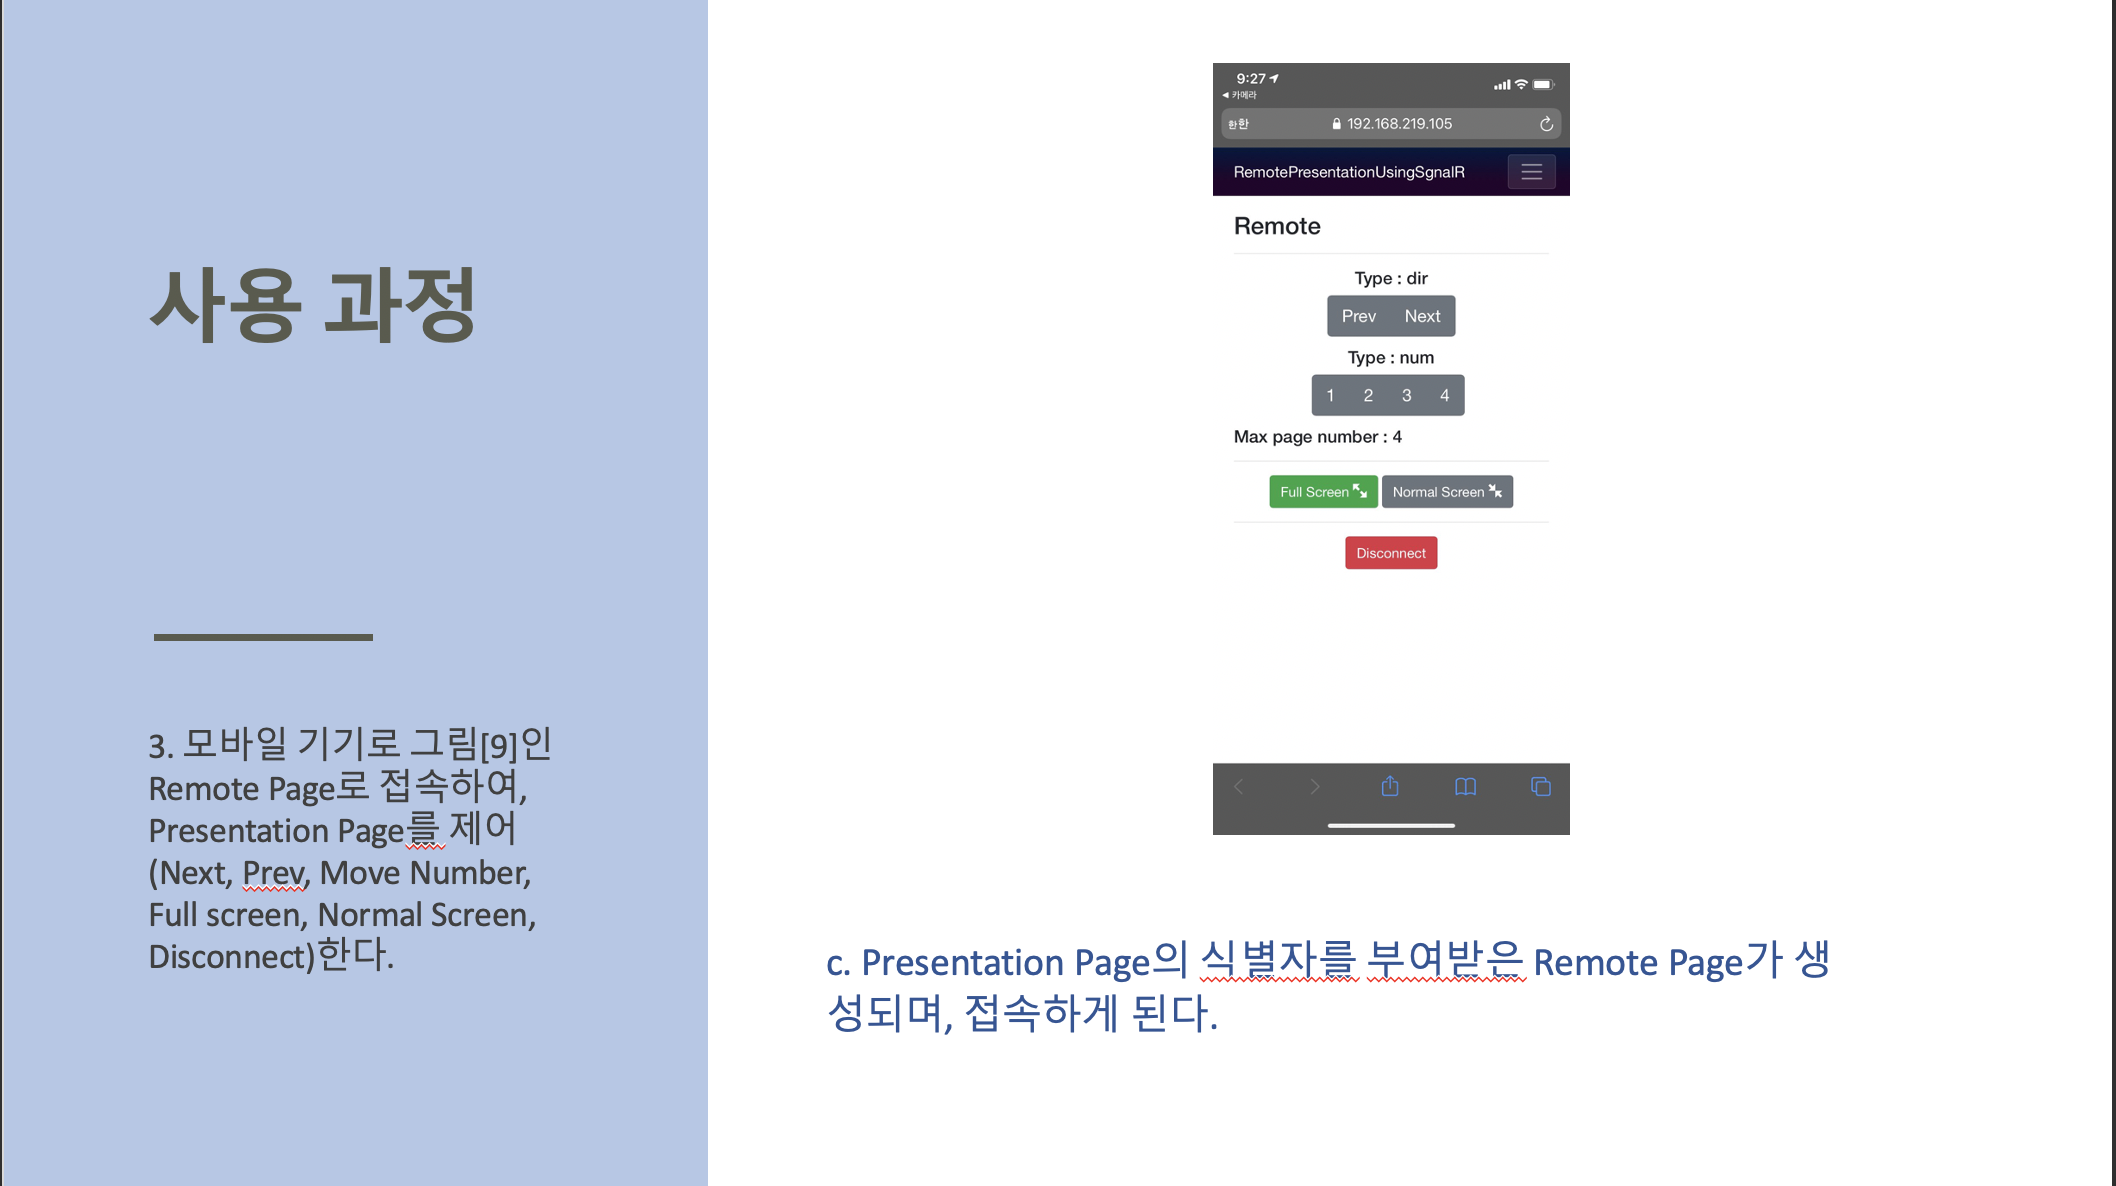 사용 과정
3. 모바일 기기로 그림[9]인
Remote Page로 접속하여,
Presentation Page를 제어
(Next, Prev, Move Number,
Full screen, Normal Screen,
Disconnect)한다.
9:27
카메라
한한 192.168.219.105
RemotePresentationUsingSgnalR
Remote
Type : dir
Prev Next
Type : num
1 2 3 4
Max page number : 4
Full Screen Normal Screen
Disconnect
c. Presentation Page의 식별자를 부여받은 Remote Page가 생
성되며, 접속하게 된다.